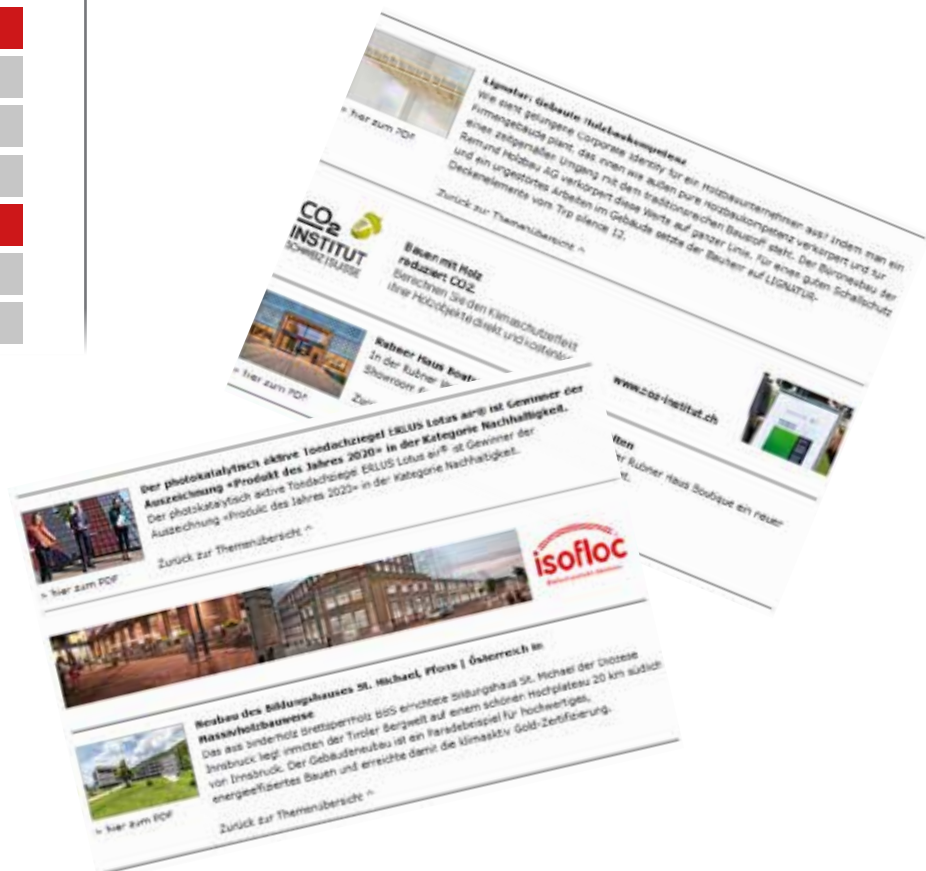 Lignatur: Gebaute Holzbaukompetenz
Wie sieht gelungene Corporate Identity für ein Holzbauunternehmen aus? Indem man ein
Firmengebäude plant, das innen wie außen pure Holzbaukompetenz verkörpert und für
einen zeitgemäßen Umgang mit dem traditionsreichen Baustoff steht. Der Büroneubau der
Remund Holzbau AG verkörpert diese Werte auf ganzer Linie. Für einen guten Schallschutz
und ein ungestörtes Arbeiten im Gebäude setzte der Bauherr auf LIGNATUR-
Deckenelemente vom Typ silence 12.
» hier zum PDF
Zurück zur Themenübersicht ^
CO2
INSTITUT
SCHWEIZ|SUISSE
Bauen mit Holz
reduziert CO2.
Berechnen Sie den Klimaschutzeffekt
ihrer Holzobjekte direkt und kostenlos
www.co2-institut.ch
Rubner Haus
In der Rubner
Showroom
» hier zum PDF
er Rubner Haus Boutique ein neuer
Der photokatalytisch aktive Tondachziegel ERLUS Lotus air® ist Gewinner der
Auszeichnung «Produkt des Jahres 2020» in der Kategorie Nachhaltigkeit.
Der photokatalytisch aktive Tondachziegel ERLUS Lotus air® ist Gewinner der
Auszeichnung «Produkt des Jahres 2020» in der Kategorie Nachhaltigkeit.
» hier zum PDF
Zurück zur Themenübersicht ^
isofloc
Neubau des Bildungshauses St. Michael, Pfons | Österreich in
Massivholzbauweise
Das aus binderholz Brettsperrholz BBS errichtete Bildungshaus St. Michael der Diözese
Innsbruck liegt inmitten der Tiroler Bergwelt auf einem schönen Hochplateau 20 km südlich
von Innsbruck. Der Gebäudeneubau ist ein Paradebeispiel für hochwertiges,
energieeffizientes Bauen und erreichte damit die klimaaktiv Gold-Zertifizierung.
» hier zum PDF
Zurück zur Themenübersicht ^